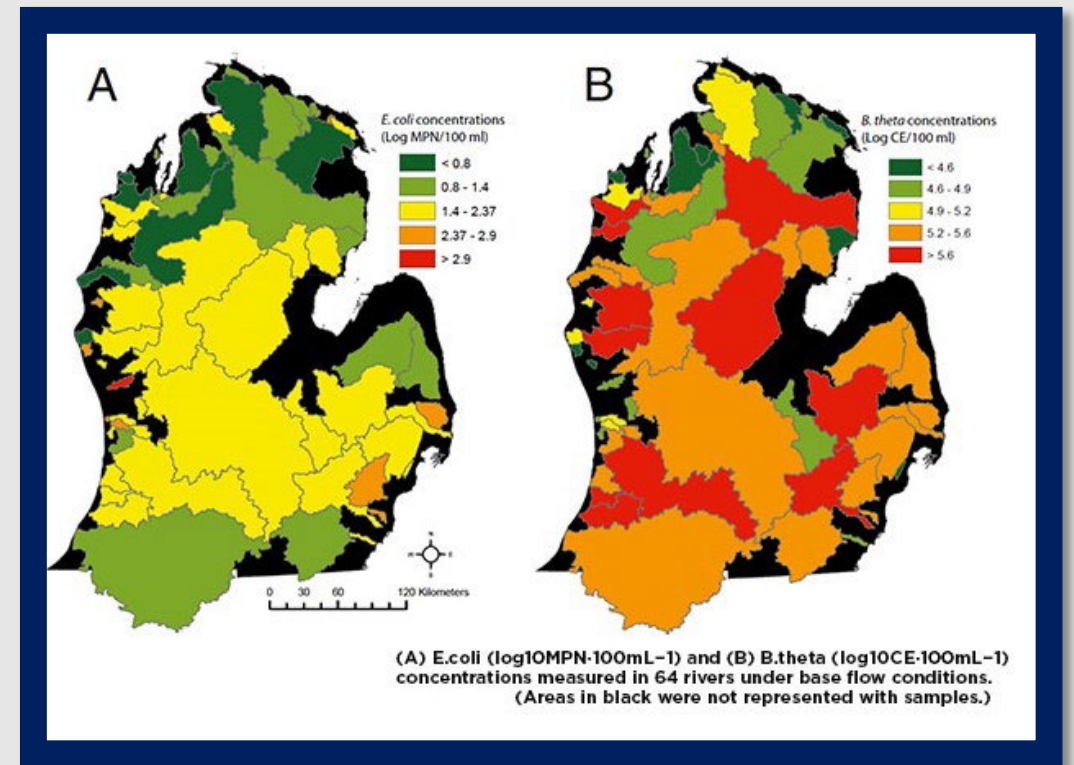 A
E. coli concentrations
(Log MPN/100 ml)
< 0.8
0.8 - 1.4
1.4 - 2.37
2.37 - 2.9
> 2.9
N
W E
S
0 30 60 120 Kilometers
B
B. theta concentrations
(Log CE/100 ml)
< 4.6
4.6 - 4.9
4.9 - 5.2
5.2 - 5.6
> 5.6
(A) E.coli (log10MPN·100mL−1) and (B) B.theta (log10CE·100mL−1)
concentrations measured in 64 rivers under base flow conditions.
(Areas in black were not represented with samples.)